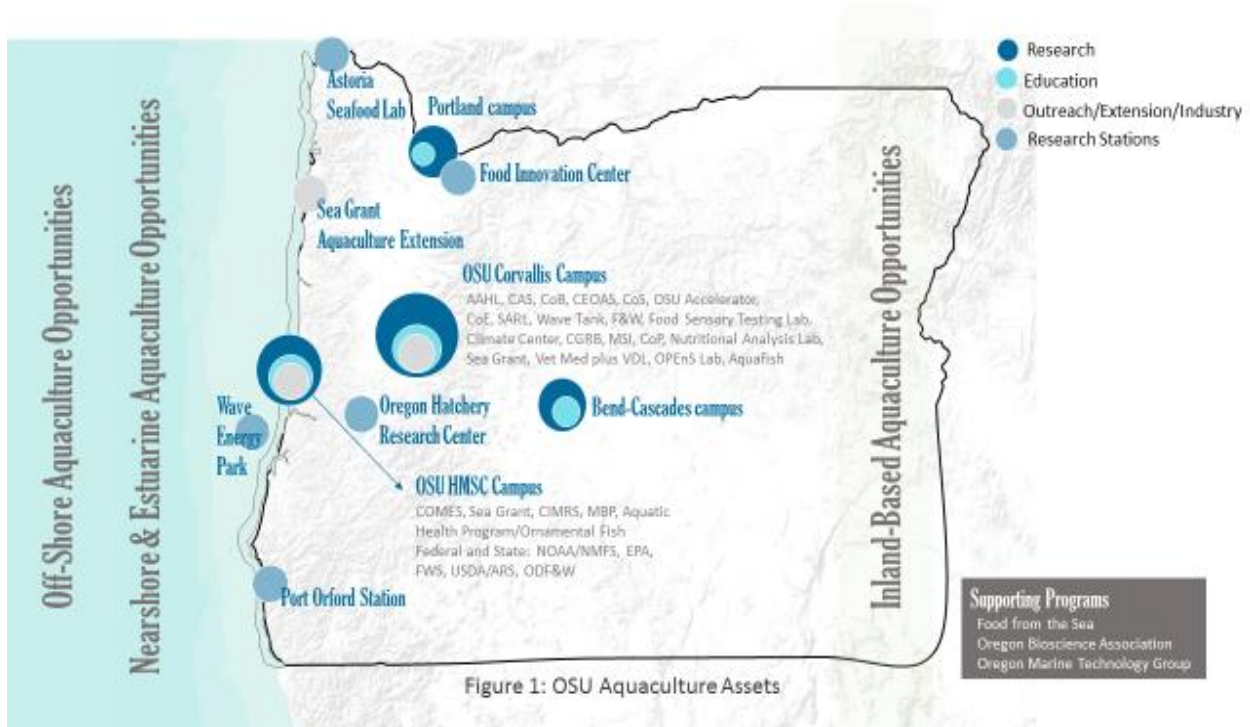 Research
Education
Outreach/Extension/Industry
Research Stations
Astoria
Seafood Lab
Portland campus
Food Innovation Center
Sea Grant
Aquaculture Extension
OSU Corvallis Campus
AAHL, CAS, CoB, CEOAS, CoS, OSU Accelerator,
CoE, SARL, Wave Tank, F&W, Food Sensory Testing Lab,
Climate Center, CGRB, MSI, CoP, Nutritional Analysis Lab,
Sea Grant, Vet Med plus VDL, OPEnS Lab, Aquafish
Wave
Energy
Park
Oregon Hatchery
Research Center
Bend-Cascades campus
OSU HMSC Campus
COMES, Sea Grant, CIMRS, MBP, Aquatic
Health Program/Ornamental Fish
Federal and State: NOAA/NMFS, EPA,
FWS, USDA/ARS, ODF&W
Port Orford Station
Off-Shore Aquaculture Opportunities
Nearshore & Estuarine Aquaculture Opportunities
Inland-Based Aquaculture Opportunities
Supporting Programs
Food from the Sea
Oregon Bioscience Association
Oregon Marine Technology Group
Figure 1: OSU Aquaculture Assets